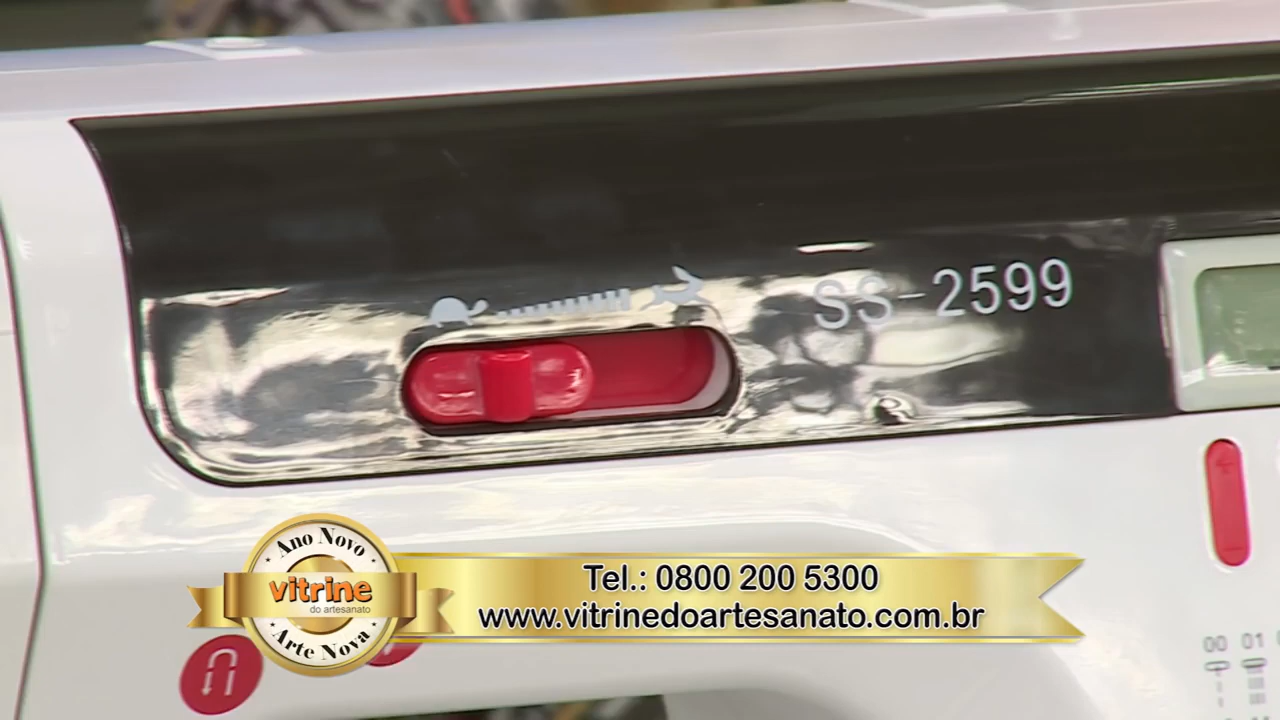 SS-2599
00 01
Ano Novo
vitrine
do artesanato
Arte Nova
Tel.: 0800 200 5300
www.vitrinedoartesanato.com.br